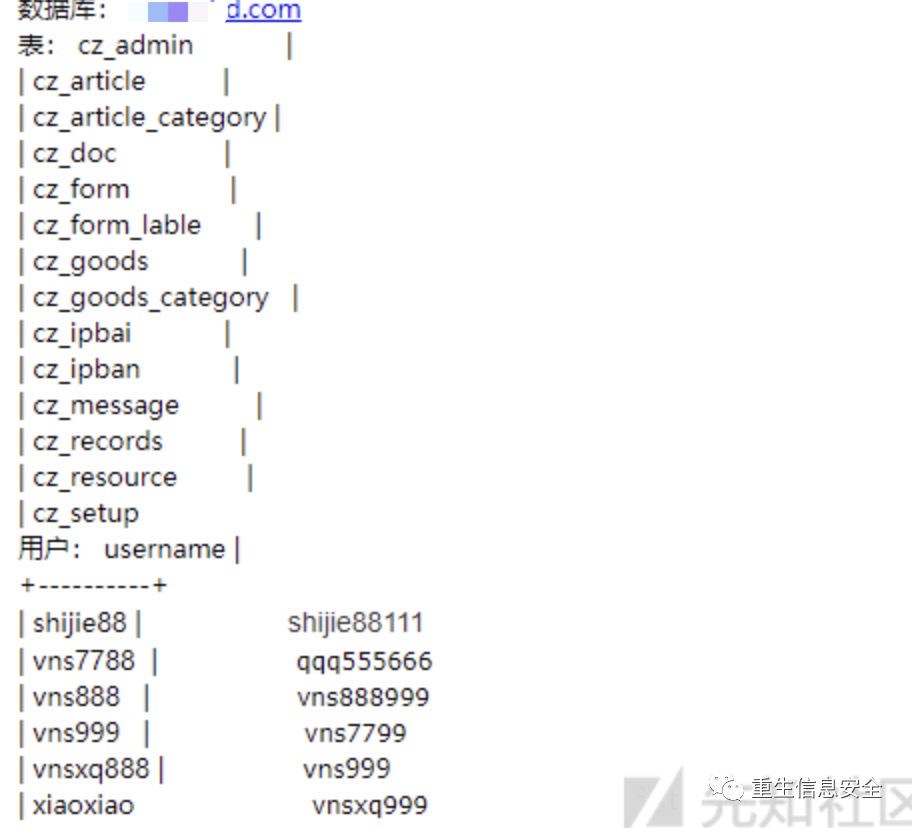 数据库： d.com
表： cz_admin |
| cz_article |
| cz_article_category |
| cz_doc |
| cz_form |
| cz_form_lable |
| cz_goods |
| cz_goods_category |
| cz_ipbai |
| cz_ipban |
| cz_message |
| cz_records |
| cz_resource |
| cz_setup
用户： username |
+----------+
| shijie88 | shijie88111
| vns7788 | qqq555666
| vns888 | vns888999
| vns999 | vns7799
| vnsxq888 | vns999
| xiaoxiao vnsxq999
重生信息安全
先知社区